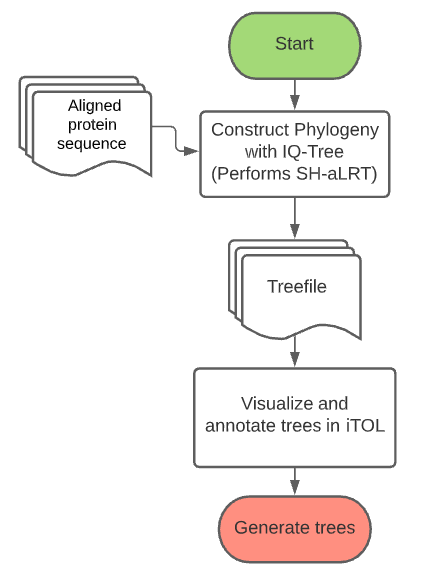 Start
Aligned
protein
sequence
Construct Phylogeny
with IQ-Tree
(Performs SH-aLRT)
Treefile
Visualize and
annotate trees in iTOL
Generate trees